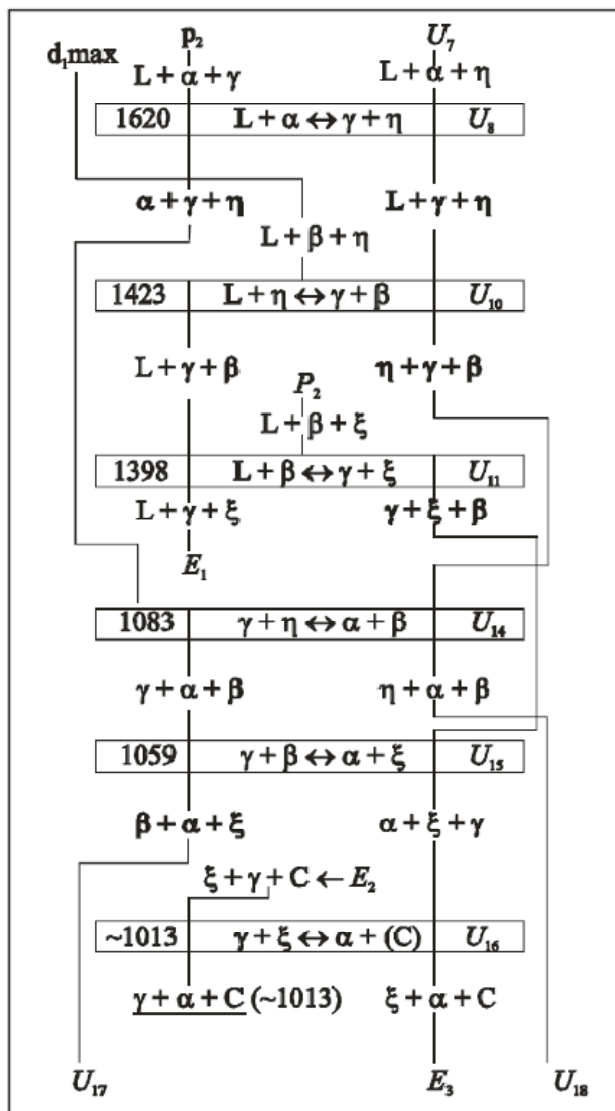 p₂ U₇
d₁max
L + α + γ L + α + η
1620 L + α ↔ γ + η U₈
α + γ + η L + γ + η
L + β + η
1423 L + η ↔ γ + β U₁₀
L + γ + β η + γ + β
P₂
L + β + ξ
1398 L + β ↔ γ + ξ U₁₁
L + γ + ξ γ + ξ + β
E₁
1083 γ + η ↔ α + β U₁₄
γ + α + β η + α + β
1059 γ + β ↔ α + ξ U₁₅
β + α + ξ α + ξ + γ
ξ + γ + C ← E₂
~1013 γ + ξ ↔ α + (C) U₁₆
γ + α + C (~1013) ξ + α + C
U₁₇ E₃ U₁₈